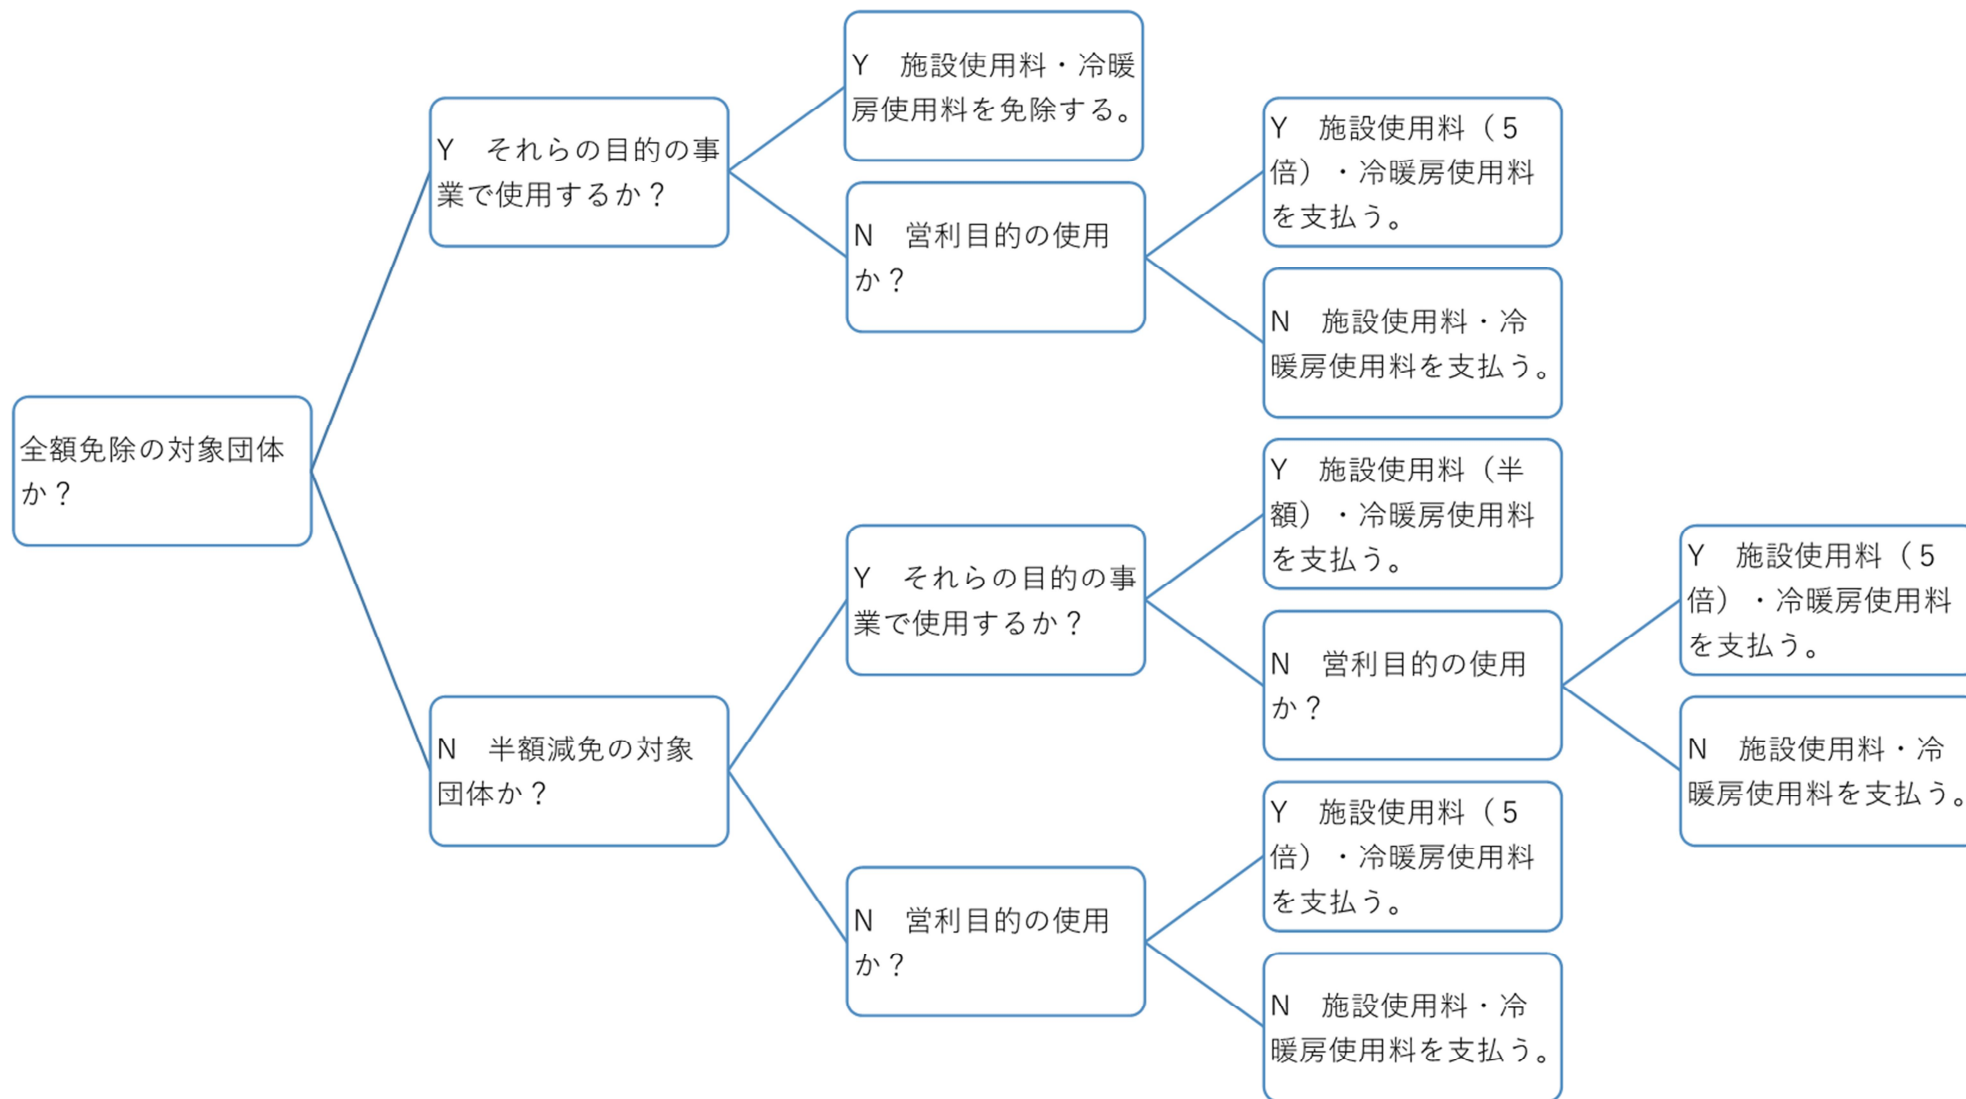 全額免除の対象団体
か？
Y　それらの目的の事
業で使用するか？
Y　施設使用料・冷暖
房使用料を免除する。
N　営利目的の使用
か？
Y　施設使用料（５
倍）・冷暖房使用料
を支払う。
N　施設使用料・冷
暖房使用料を支払う。
N　半額減免の対象
団体か？
Y　それらの目的の事
業で使用するか？
Y　施設使用料（半
額）・冷暖房使用料
を支払う。
N　営利目的の使用
か？
Y　施設使用料（５
倍）・冷暖房使用料
を支払う。
N　施設使用料・冷
暖房使用料を支払う。
N　営利目的の使用
か？
Y　施設使用料（５
倍）・冷暖房使用料
を支払う。
N　施設使用料・冷
暖房使用料を支払う。